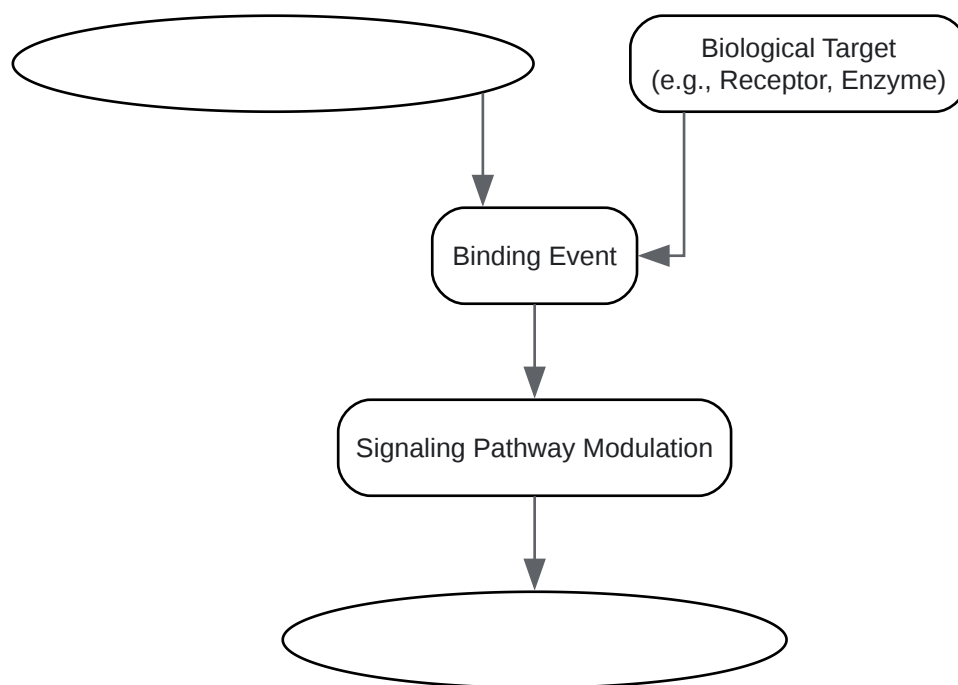 Biological Target
(e.g., Receptor, Enzyme)
Binding Event
Signaling Pathway Modulation